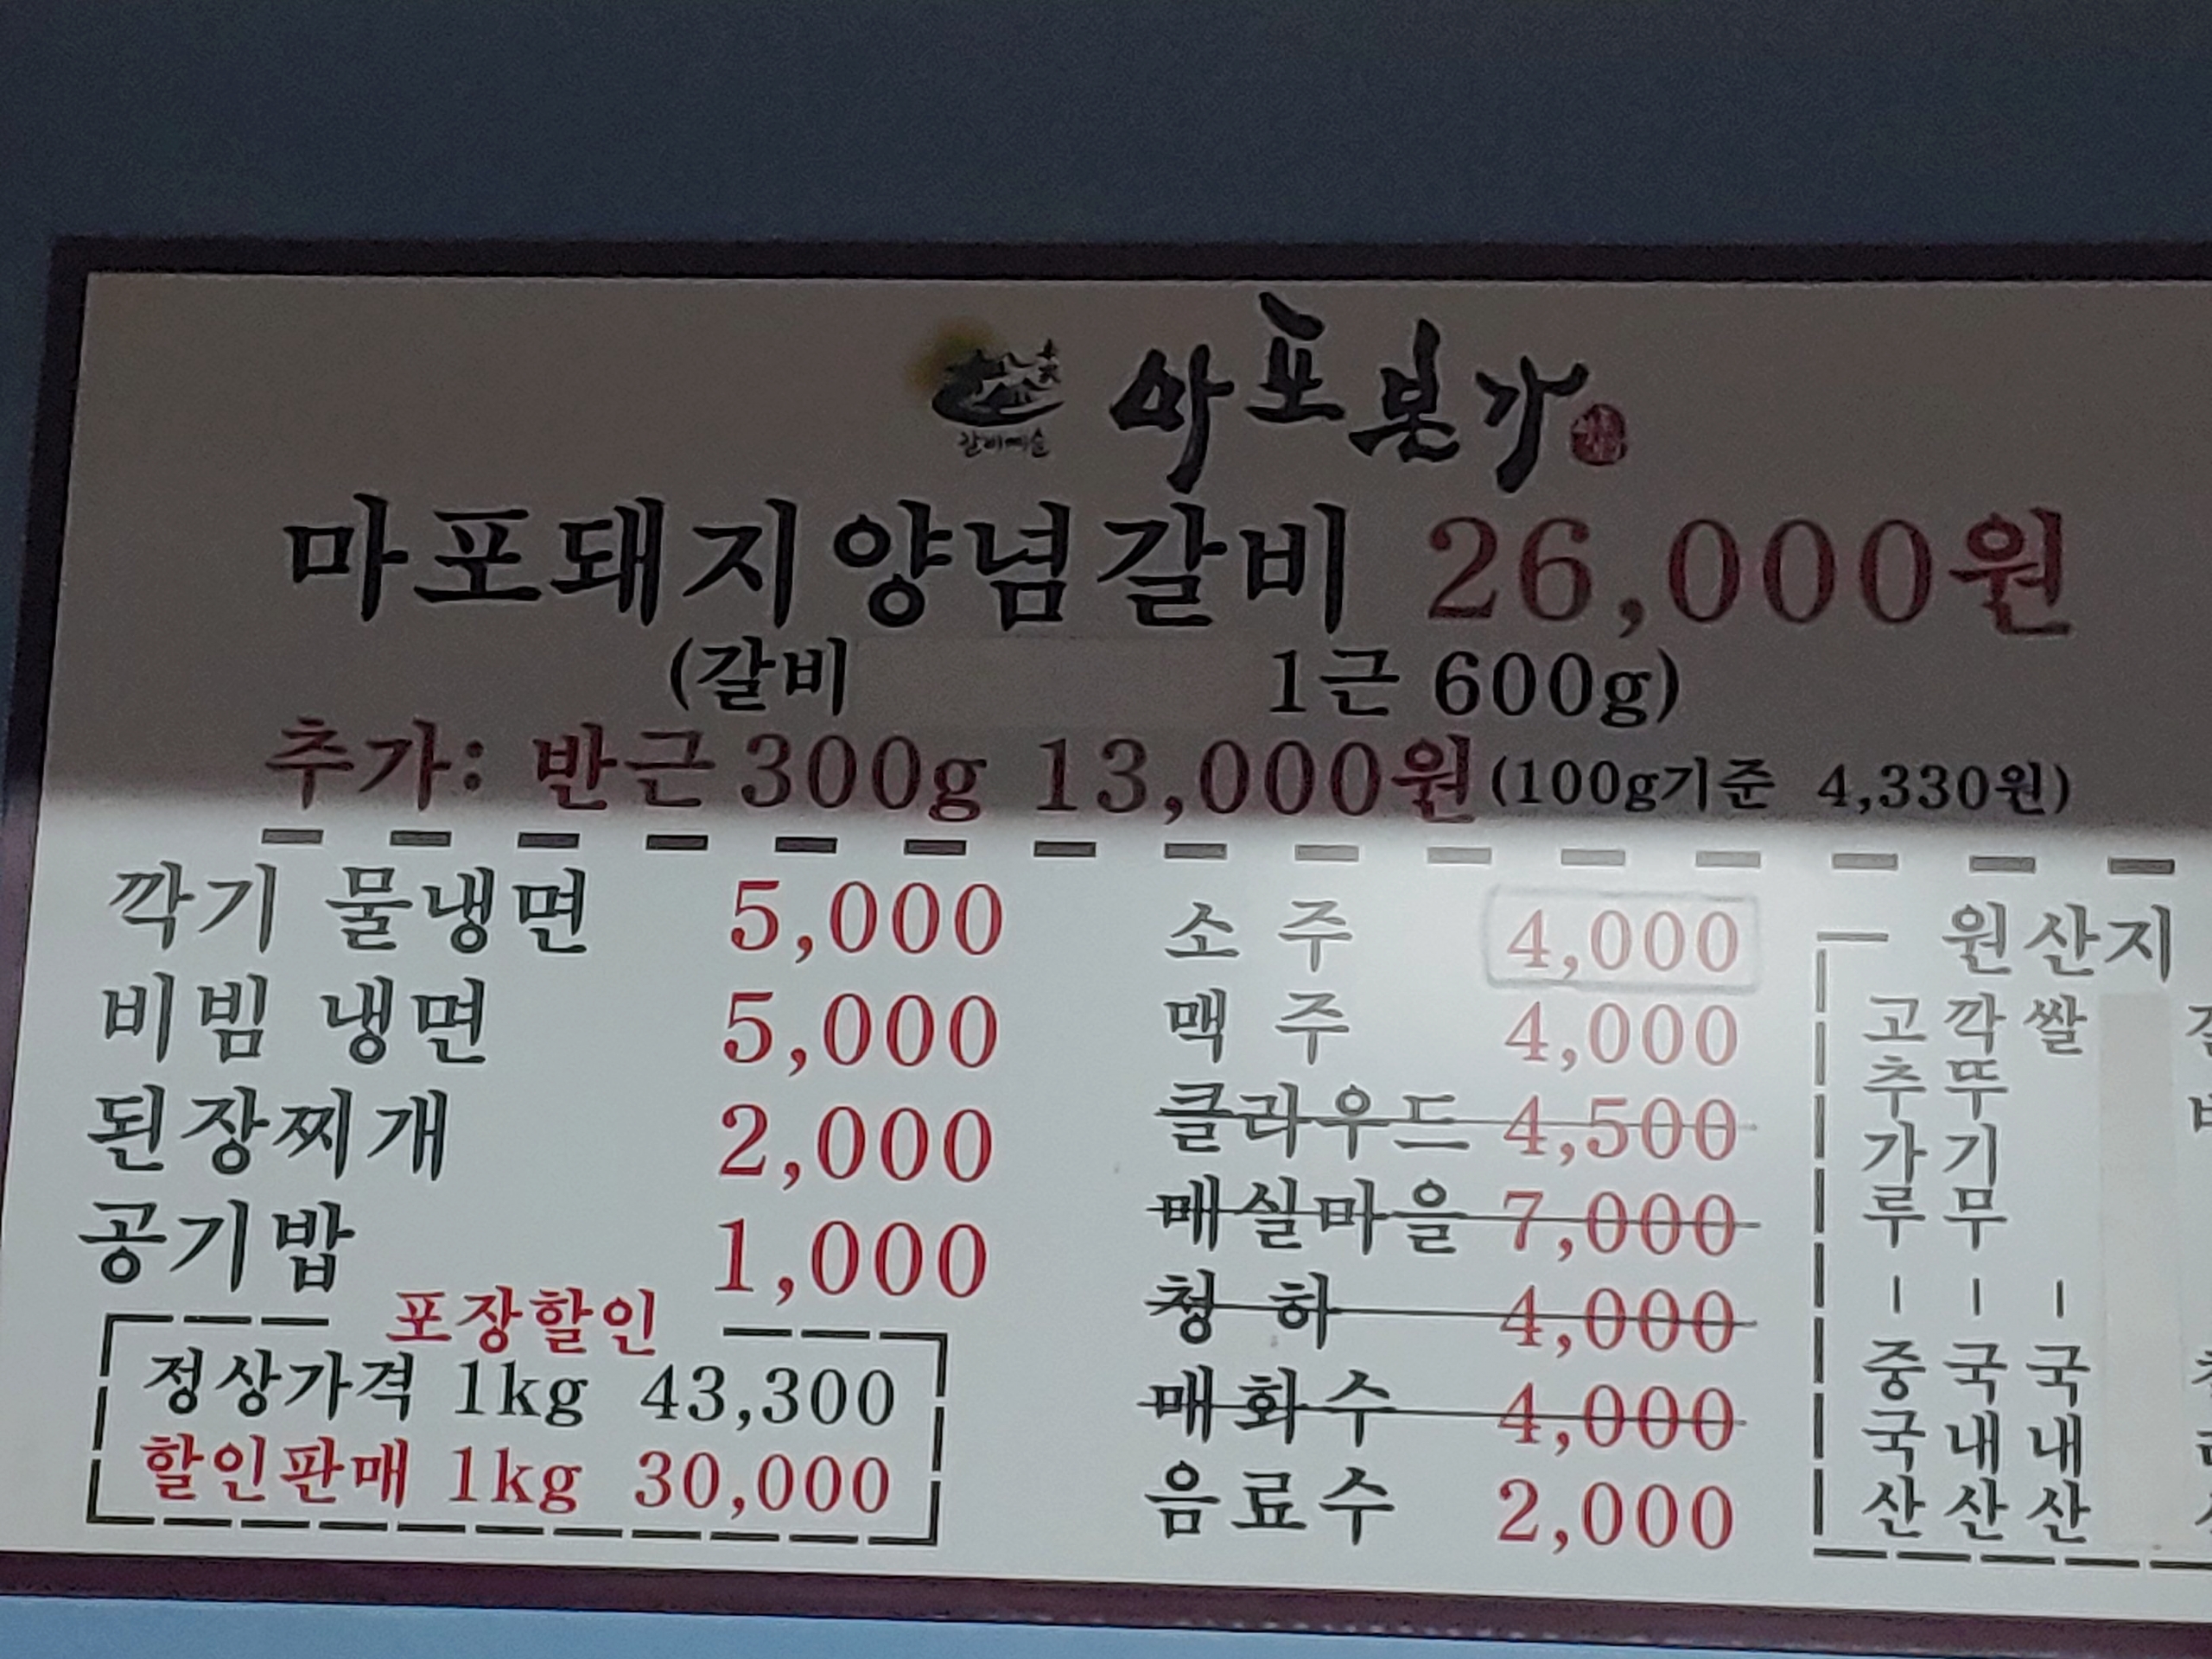 갈비예술
마포본가
마포돼지양념갈비 26,000원
(갈비 1근 600g)
추가: 반근 300g 13,000원 (100g기준 4,330원)
깍기 물냉면 5,000
비빔 냉면 5,000
된장찌개 2,000
공기밥 1,000
포장할인
정상가격 1kg 43,300
할인판매 1kg 30,000
소주 4,000
맥주 4,000
클라우드 4,500
매실마을 7,000
청하 4,000
매화수 4,000
음료수 2,000
원산지
쌀 - 국내산
깍뚜기무 - 국내산
고추가루 - 중국산